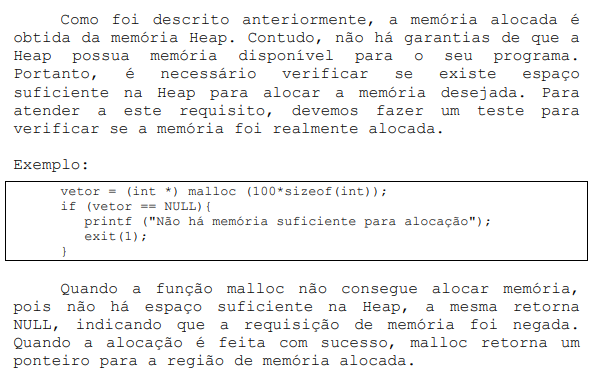 Como foi descrito anteriormente, a memória alocada é
obtida da memória Heap. Contudo, não há garantias de que a
Heap possua memória disponível para o seu programa.
Portanto, é necessário verificar se existe espaço
suficiente na Heap para alocar a memória desejada. Para
atender a este requisito, devemos fazer um teste para
verificar se a memória foi realmente alocada.
Exemplo:
vetor = (int *) malloc (100*sizeof(int));
if (vetor == NULL){
printf ("Não há memória suficiente para alocação");
exit(1);
}
Quando a função malloc não consegue alocar memória,
pois não há espaço suficiente na Heap, a mesma retorna
NULL, indicando que a requisição de memória foi negada.
Quando a alocação é feita com sucesso, malloc retorna um
ponteiro para a região de memória alocada.